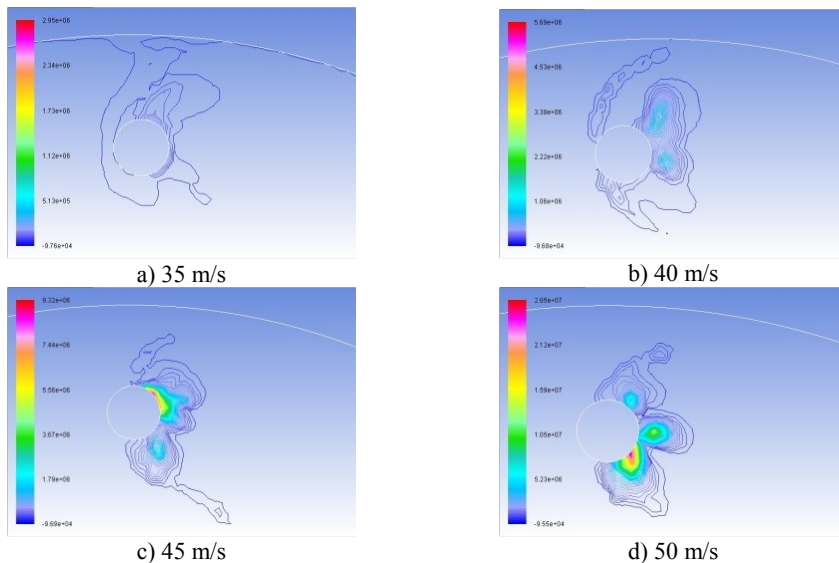 2.95e+06
2.34e+06
1.73e+06
1.12e+06
5.13e+05
-9.76e+04
a) 35 m/s
5.69e+06
4.53e+06
3.38e+06
2.22e+06
1.06e+06
-9.68e+04
b) 40 m/s
9.32e+06
7.44e+06
5.56e+06
3.67e+06
1.79e+06
-9.69e+04
c) 45 m/s
2.65e+07
2.12e+07
1.59e+07
1.05e+07
5.23e+06
-9.55e+04
d) 50 m/s